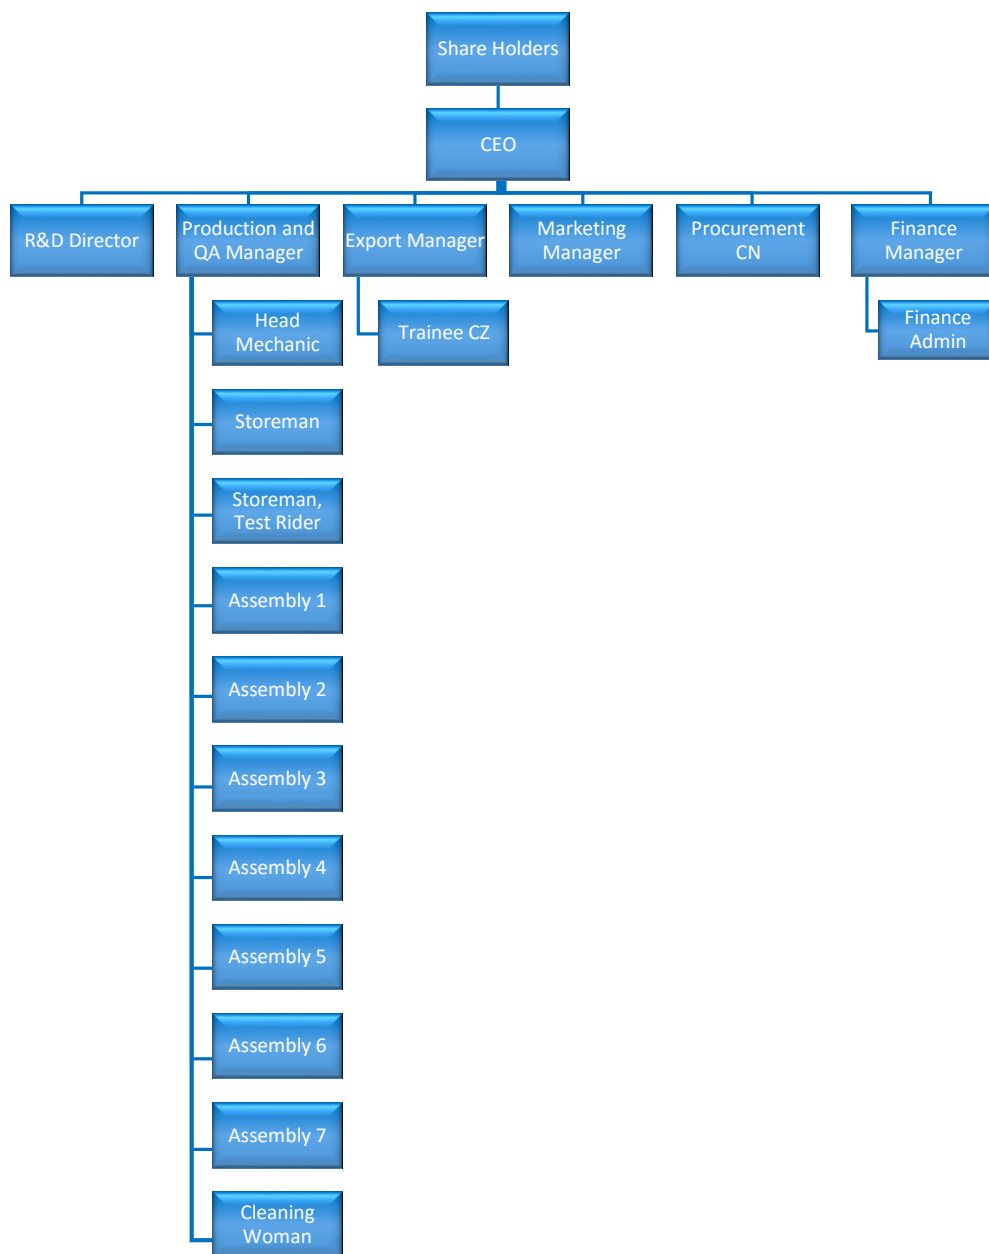 Share Holders
CEO
R&D Director
Production and
QA Manager
Export Manager
Marketing
Manager
Procurement
CN
Finance
Manager
Head
Mechanic
Trainee CZ
Finance
Admin
Storeman
Storeman,
Test Rider
Assembly 1
Assembly 2
Assembly 3
Assembly 4
Assembly 5
Assembly 6
Assembly 7
Cleaning
Woman